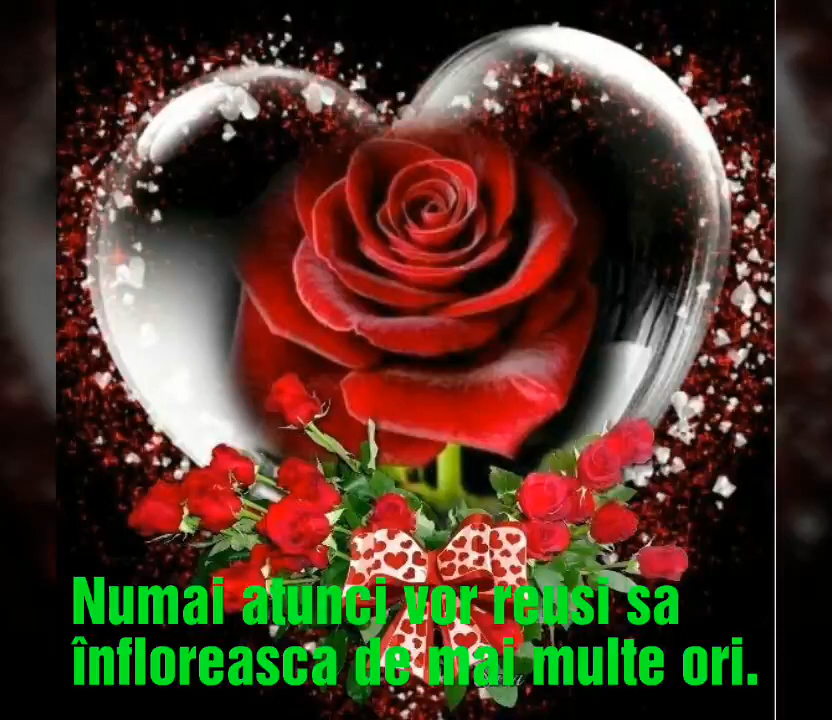 Numai atunci vor reusi sa
înfloreasca de mai multe ori.